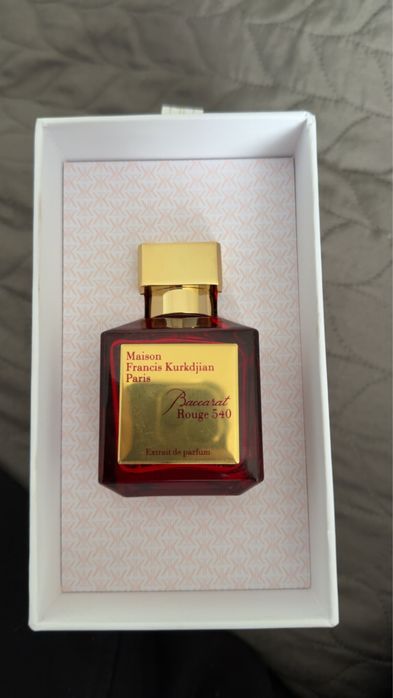 Maison
Francis Kurkdjian
Paris
Baccarat
Rouge 540
Extrait de parfum